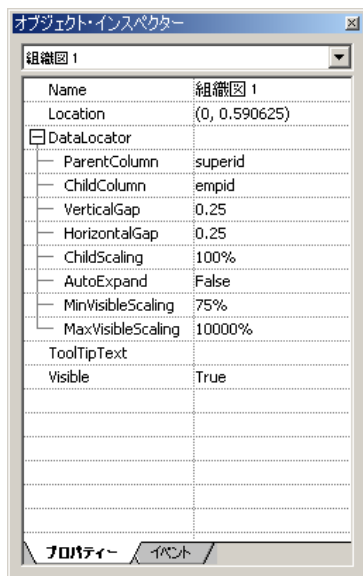 オブジェクト・インスペクター
組織図 1
Name 組織図 1
Location (0, 0.590625)
DataLocator
ParentColumn superid
ChildColumn empid
VerticalGap 0.25
HorizontalGap 0.25
ChildScaling 100%
AutoExpand False
MinVisibleScaling 75%
MaxVisibleScaling 10000%
ToolTipText
Visible True
プロパティー イベント